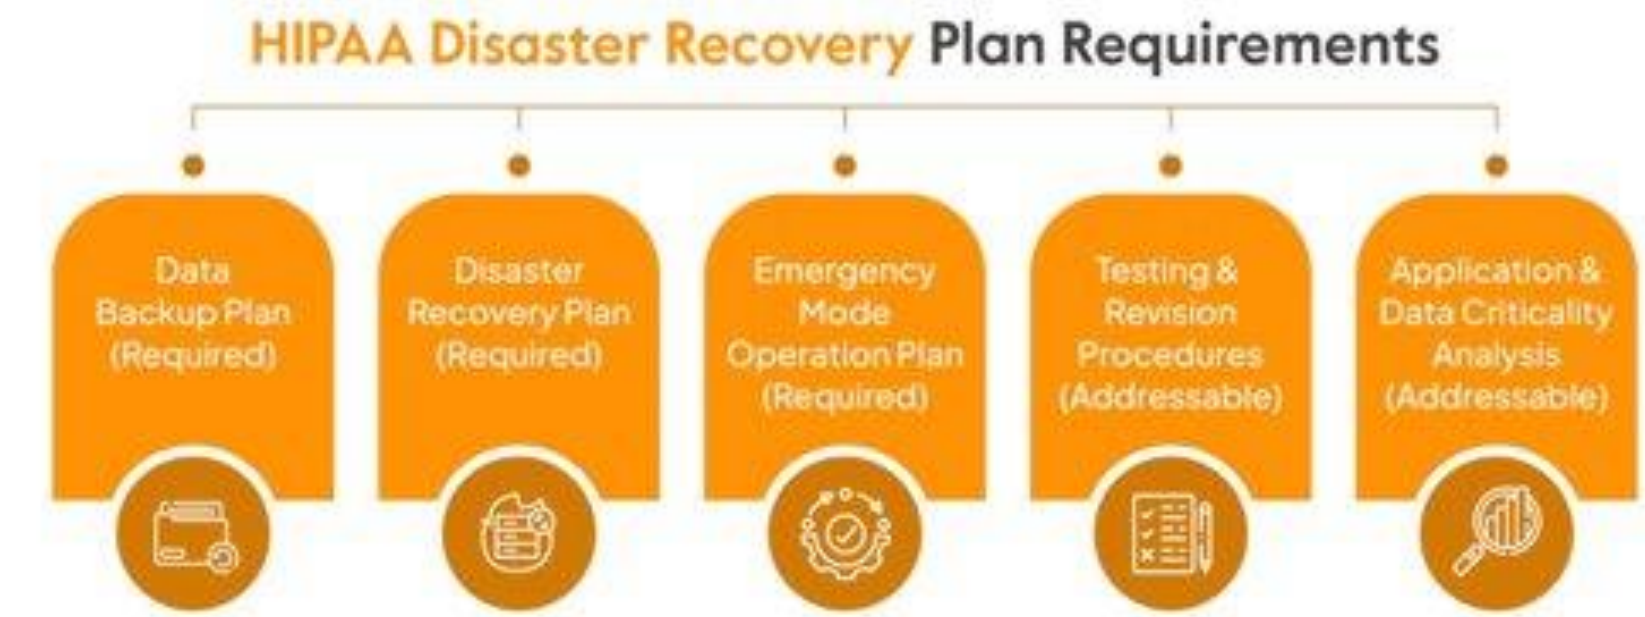 HIPAA Disaster Recovery Plan Requirements
Data
Backup Plan
(Required)
Disaster
Recovery Plan
(Required)
Emergency
Mode
Operation Plan
(Required)
Testing &
Revision
Procedures
(Addressable)
Application &
Data Criticality
Analysis
(Addressable)